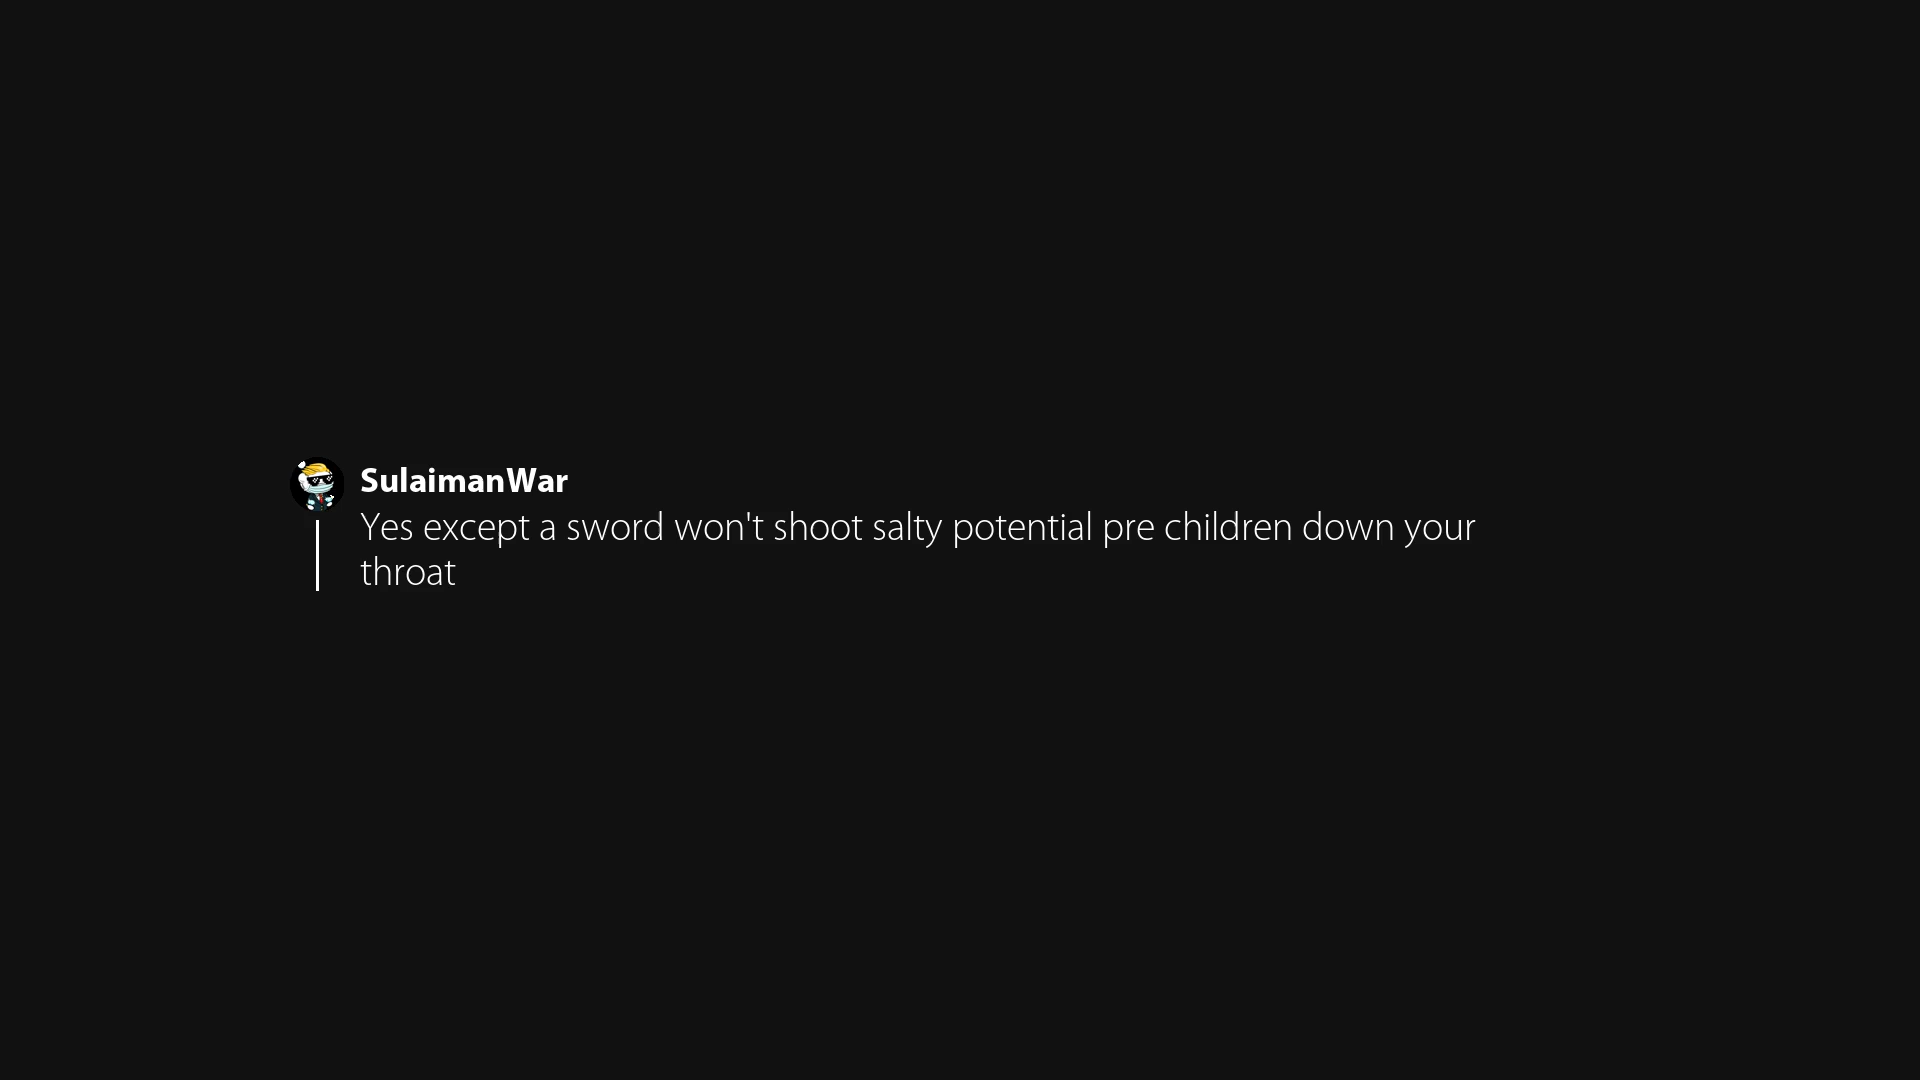 SulaimanWar
Yes except a sword won't shoot salty potential pre children down your
throat